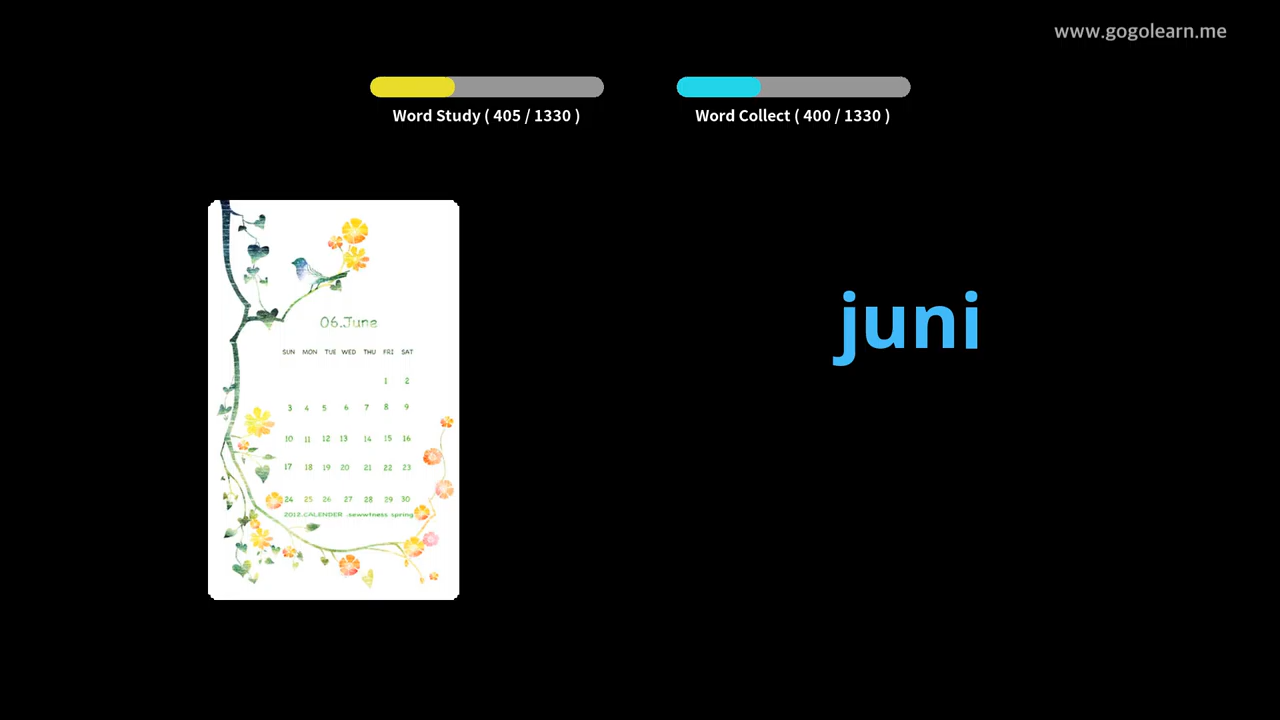 www.gogolearn.me
Word Study ( 405 / 1330 )
Word Collect ( 400 / 1330 )
06.June
SUN MON TUE WED THU FRI SAT
1 2
3 4 5 6 7 8 9
10 11 12 13 14 15 16
17 18 19 20 21 22 23
24 25 26 27 28 29 30
2012.CALENDER .sewwtness spring
juni